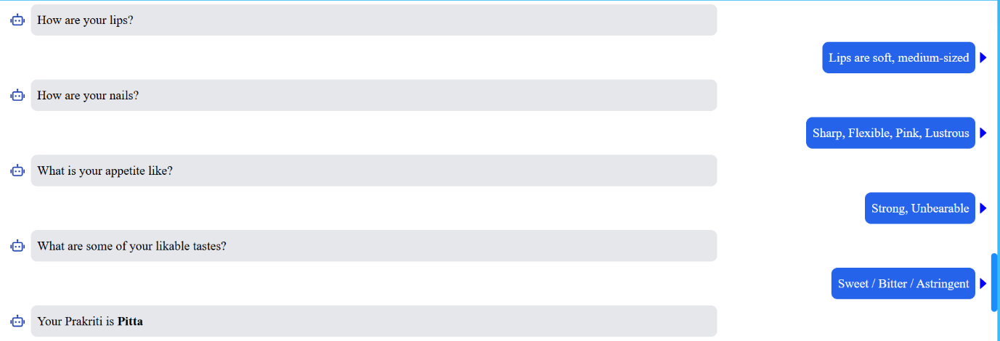 How are your lips?
Lips are soft, medium-sized
How are your nails?
Sharp, Flexible, Pink, Lustrous
What is your appetite like?
Strong, Unbearable
What are some of your likable tastes?
Sweet / Bitter / Astringent
Your Prakriti is Pitta